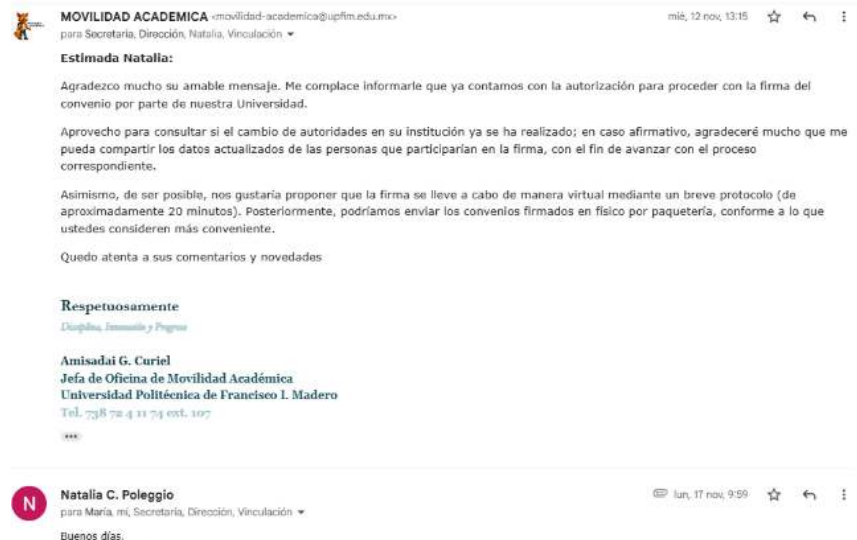 MOVILIDAD ACADEMICA <movilidad-academica@upfim.edu.mx>
mié, 12 nov, 13:15
para Secretaria, Dirección, Natalia, Vinculación
Estimada Natalia:
Agradezco mucho su amable mensaje. Me complace informarle que ya contamos con la autorización para proceder con la firma del
convenio por parte de nuestra Universidad.
Aprovecho para consultar si el cambio de autoridades en su institución ya se ha realizado; en caso afirmativo, agradeceré mucho que me
pueda compartir los datos actualizados de las personas que participarían en la firma, con el fin de avanzar con el proceso
correspondiente.
Asimismo, de ser posible, nos gustaría proponer que la firma se lleve a cabo de manera virtual mediante un breve protocolo (de
aproximadamente 20 minutos). Posteriormente, podríamos enviar los convenios firmados en físico por paquetería, conforme a lo que
ustedes consideren más conveniente.
Quedo atenta a sus comentarios y novedades
Respetuosamente
Disciplina, Innovación y Progreso
Amisadai G. Curiel
Jefa de Oficina de Movilidad Académica
Universidad Politécnica de Francisco I. Madero
Tel. 738 72 4 11 74 ext. 107
N
Natalia C. Poleggio
lun, 17 nov, 9:59
para María, mí, Secretaria, Dirección, Vinculación
Buenos días,